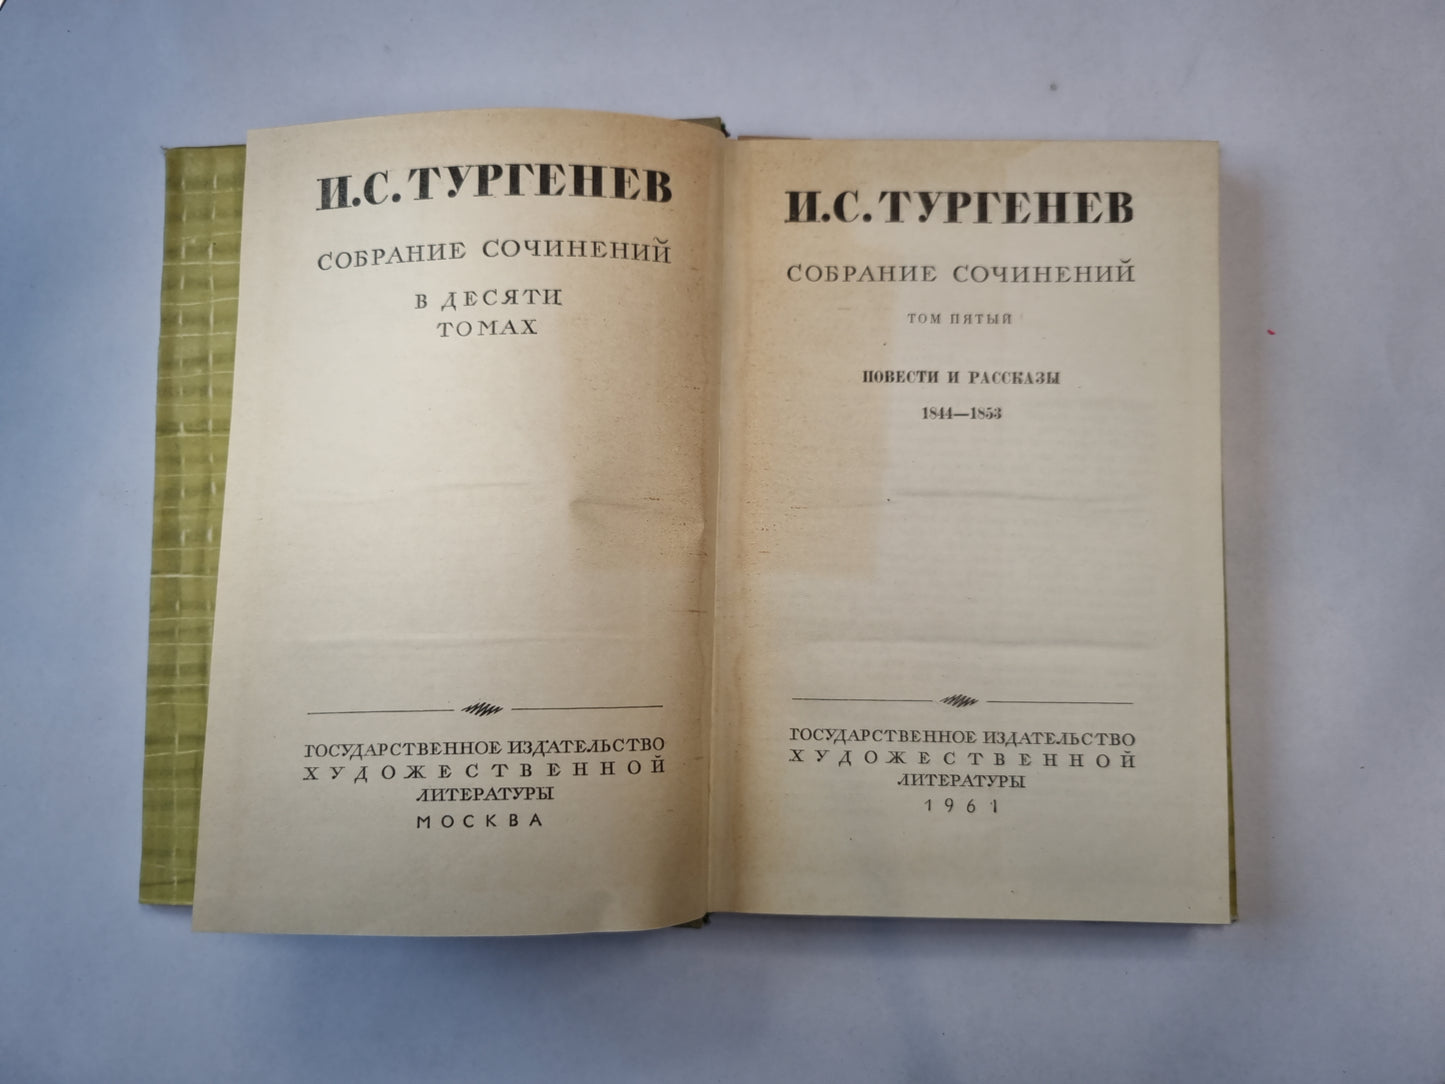 И.С.ТУРГЕНЕВ
СОБРАНИЕ СОЧИНЕНИЙ
В ДЕСЯТИ
ТОМАХ
ГОСУДАРСТВЕННОЕ ИЗДАТЕЛЬСТВО
ХУДОЖЕСТВЕННОЙ
ЛИТЕРАТУРЫ
МОСКВА
И.С.ТУРГЕНЕВ
СОБРАНИЕ СОЧИНЕНИЙ
ТОМ ПЯТЫЙ
ПОВЕСТИ И РАССКАЗЫ
1844—1853
ГОСУДАРСТВЕННОЕ ИЗДАТЕЛЬСТВО
ХУДОЖЕСТВЕННОЙ
ЛИТЕРАТУРЫ
1961